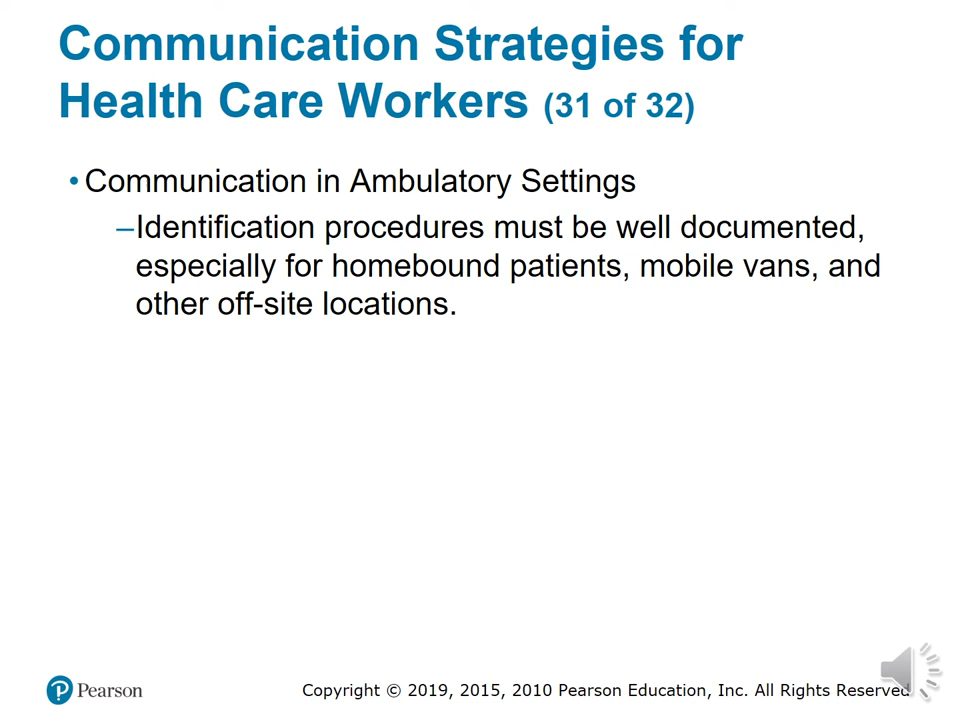 Communication Strategies for
Health Care Workers (31 of 32)
• Communication in Ambulatory Settings
–Identification procedures must be well documented,
especially for homebound patients, mobile vans, and
other off-site locations.
Pearson
Copyright © 2019, 2015, 2010 Pearson Education, Inc. All Rights Reserved